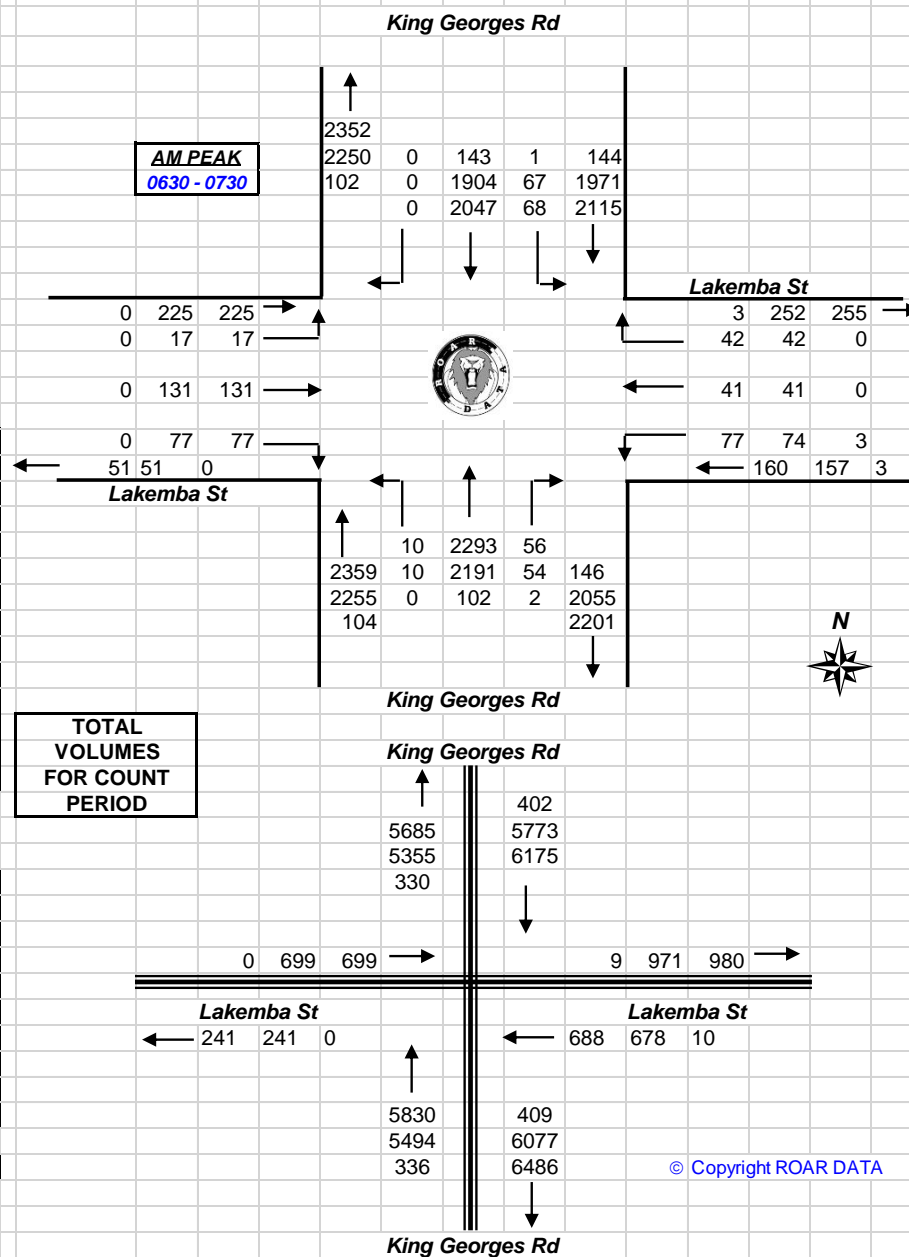 King Georges Rd
2352
AM PEAK 2250 0 143 1 144
0630 - 0730 102 0 1904 67 1971
0 2047 68 2115
Lakemba St
0 225 225 3 252 255
0 17 17 42 42 0
ROAR DATA
0 131 131 41 41 0
0 77 77 77 74 3
51 51 0 160 157 3
Lakemba St
10 2293 56
2359 10 2191 54 146
2255 0 102 2 2055
104 2201
N
King Georges Rd
TOTAL
VOLUMES
FOR COUNT
PERIOD
King Georges Rd
402
5685 5773
5355 6175
330
0 699 699 9 971 980
Lakemba St Lakemba St
241 241 0 688 678 10
5830 409
5494 6077
336 6486
© Copyright ROAR DATA
King Georges Rd